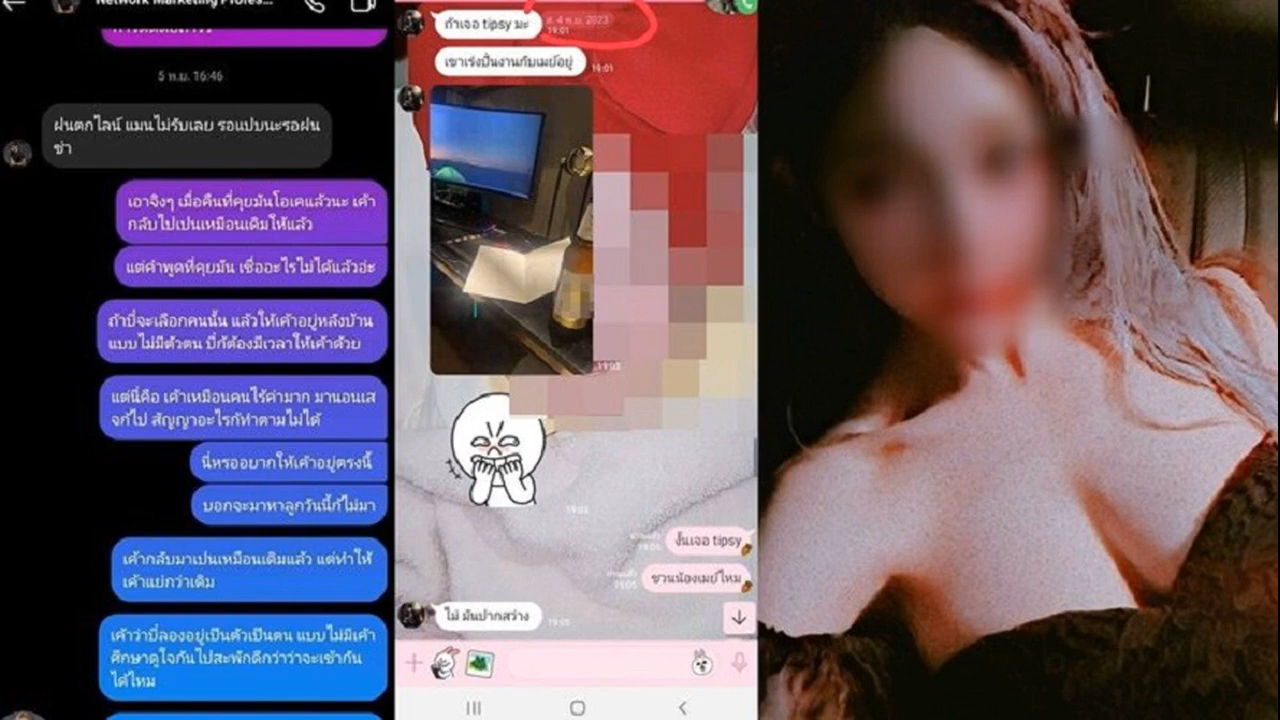 Network Marketing Profes...
5 พ.ย. 16:46
ฝนตกไลน์ แมนไม่รับเลย รอแปบนะรอฝน
ซ่า
เอาจิงๆ เมื่อคืนที่คุยมันโอเคแล้วนะ เค้า
กลับไปเปนเหมือนเดิมให้แล้ว
แต่คำพูดที่คุยมัน เชื่ออะไรไม่ได้แล้วอ่ะ
ถ้าบี่จะเลือกคนนั้น แล้วให้เค้าอยู่หลังบ้าน
แบบ ไม่มีตัวตน บี่ก้ต้องมีเวลาให้เค้าด้วย
แต่นี่คือ เค้าเหมือนคนไร้ค่ามาก มานอนเส
จก้ไป สัญญาอะไรก้ทำตามไม่ได้
นี่หรออยากให้เค้าอยู่ตรงนี้
บอกจะมาหาลูกวันนี้ก้ไม่มา
เค้ากลับมาเปนเหมือนเดิมแล้ว แต่ทำให้
เค้าแย่กว่าเดิม
เค้าว่าบี่ลองอยู่เป็นตัวเป็นตน แบบไม่มีเค้า
ศึกษาดูใจกันไปสะพักดีกว่าว่าจะเข้ากัน
ได้ไหม
ถ้าเจอ tipsy นะ
ส. 4 พ.ย. 2023
19:01
เขาเร่งปั่นงานกับเมย์อยู่
19:01
19:03
19:03
งั้นเจอ tipsy
19:05
ชวนน้องเมย์ไหม
19:05
ไม่ มันปากสว่าง
19:05